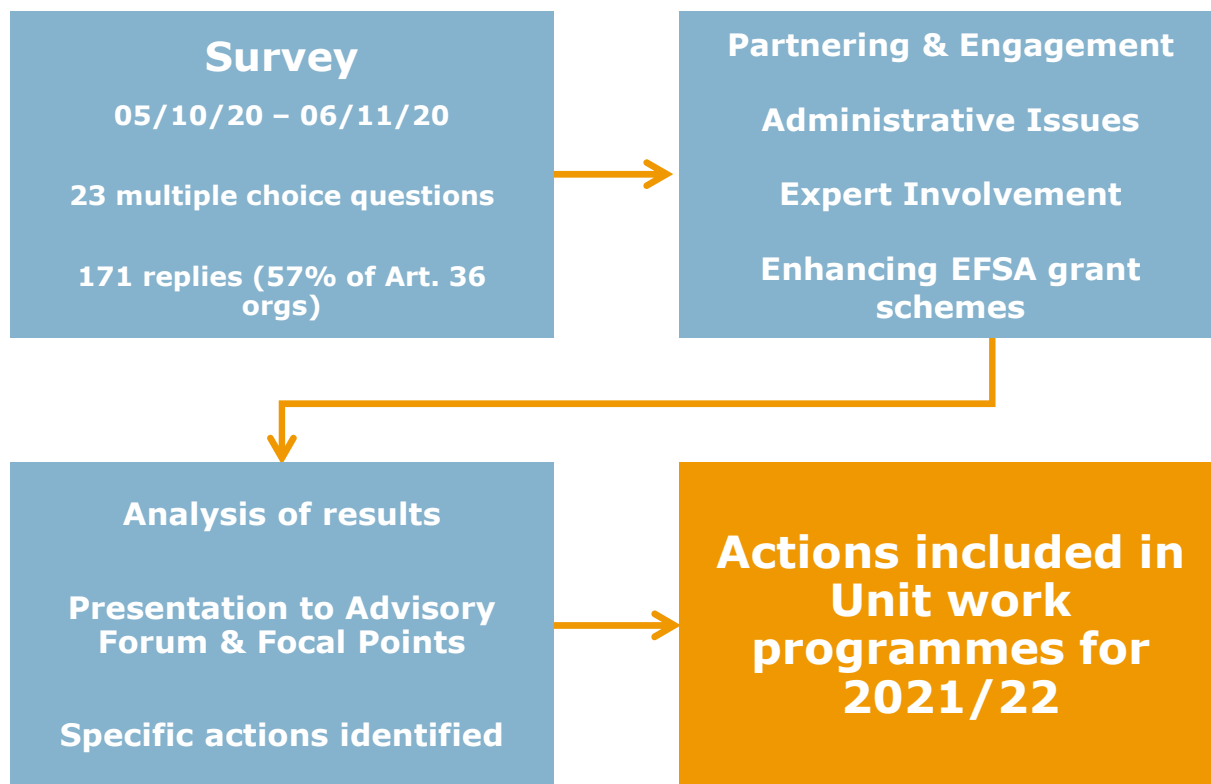 Survey
05/10/20 – 06/11/20
23 multiple choice questions
171 replies (57% of Art. 36
orgs)
Partnering & Engagement
Administrative Issues
Expert Involvement
Enhancing EFSA grant
schemes
Analysis of results
Presentation to Advisory
Forum & Focal Points
Specific actions identified
Actions included in
Unit work
programmes for
2021/22